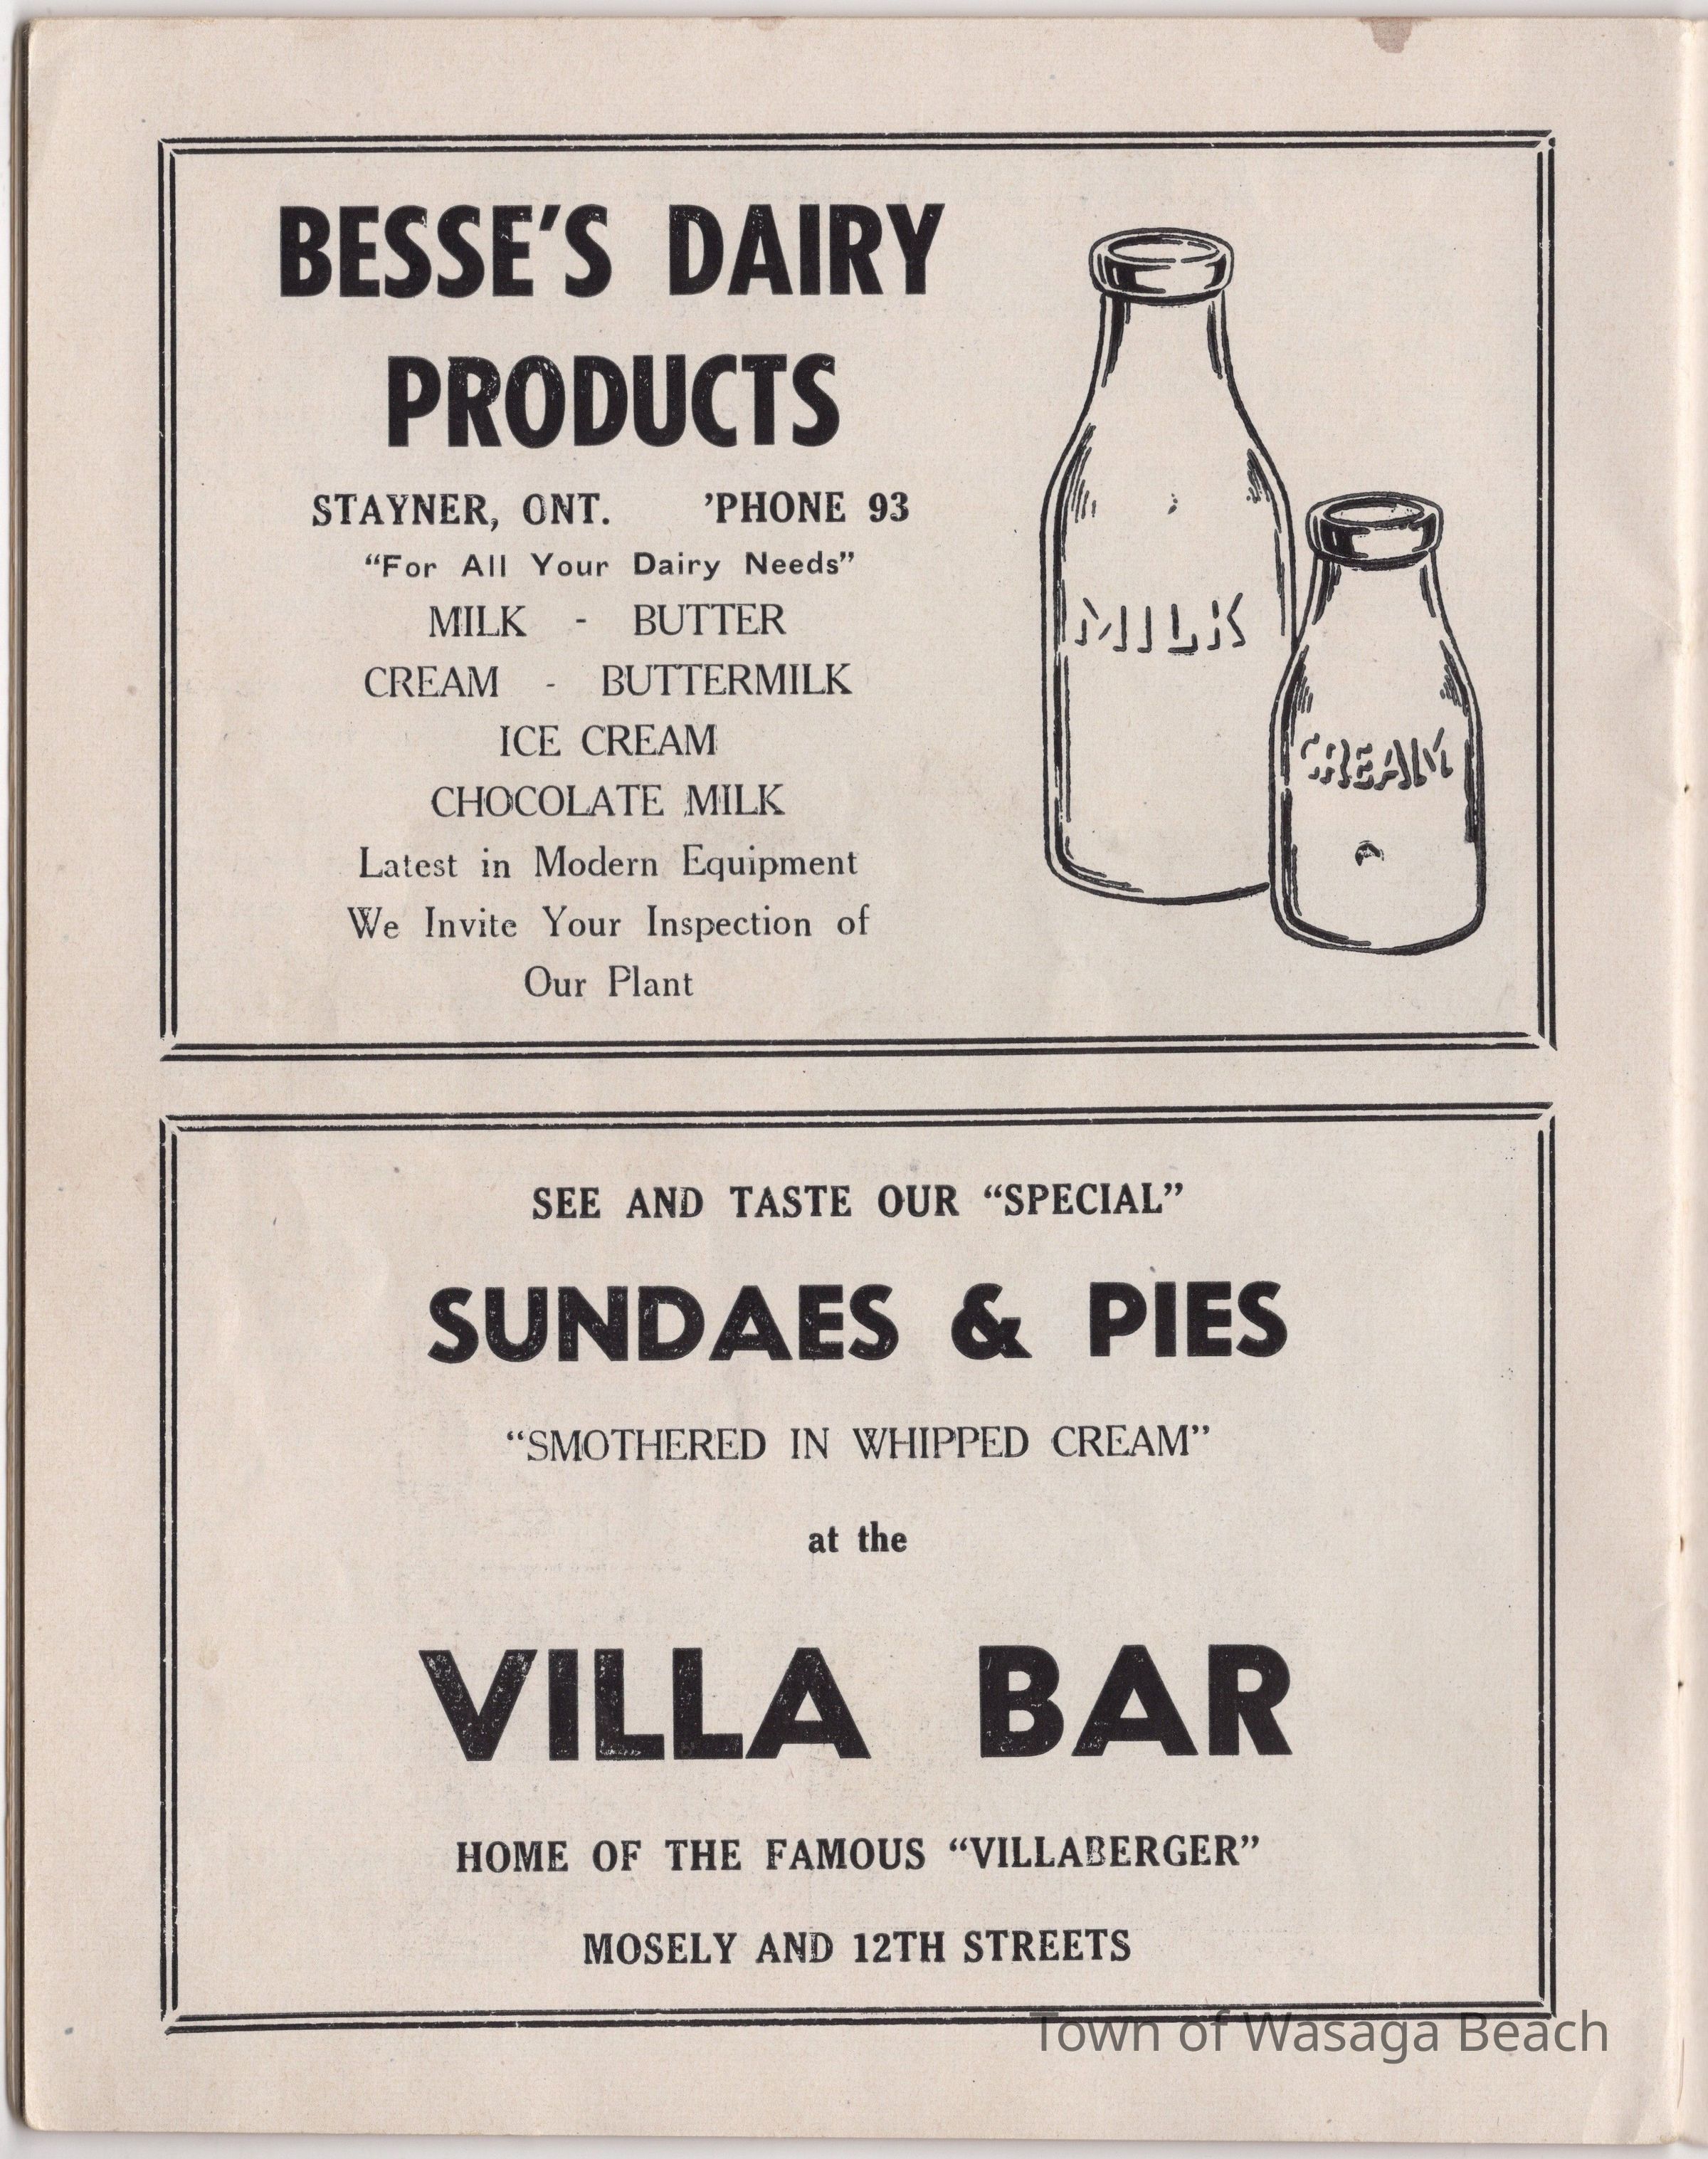 BESSE'S DAIRY
PRODUCTS
STAYNER, ONT. 'PHONE 93
"For All Your Dairy Needs"
MILK - BUTTER
CREAM - BUTTERMILK
ICE CREAM
CHOCOLATE MILK
Latest in Modern Equipment
We Invite Your Inspection of
Our Plant
MILK
CREAM
SEE AND TASTE OUR "SPECIAL"
SUNDAES & PIES
"SMOTHERED IN WHIPPED CREAM"
at the
VILLA BAR
HOME OF THE FAMOUS "VILLABERGER"
MOSELY AND 12TH STREETS
Town of Wasaga Beach